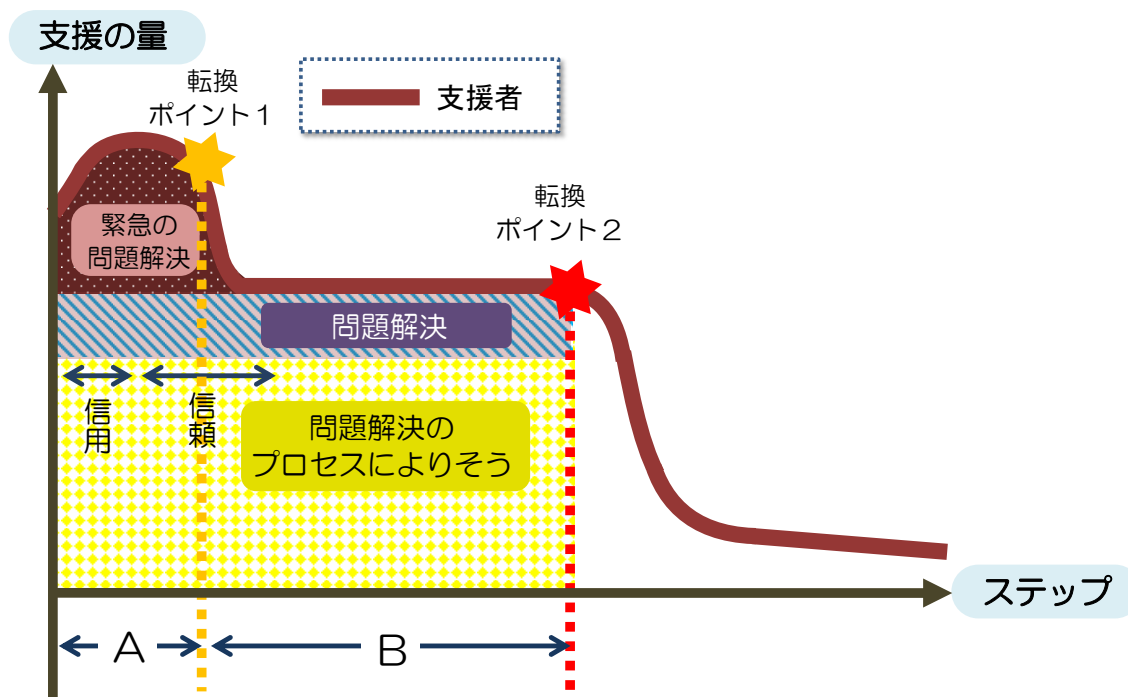 支援の量
転換
ポイント１
支援者
転換
ポイント２
緊急の
問題解決
問題解決
信用
信頼
問題解決の
プロセスによりそう
ステップ
A
B